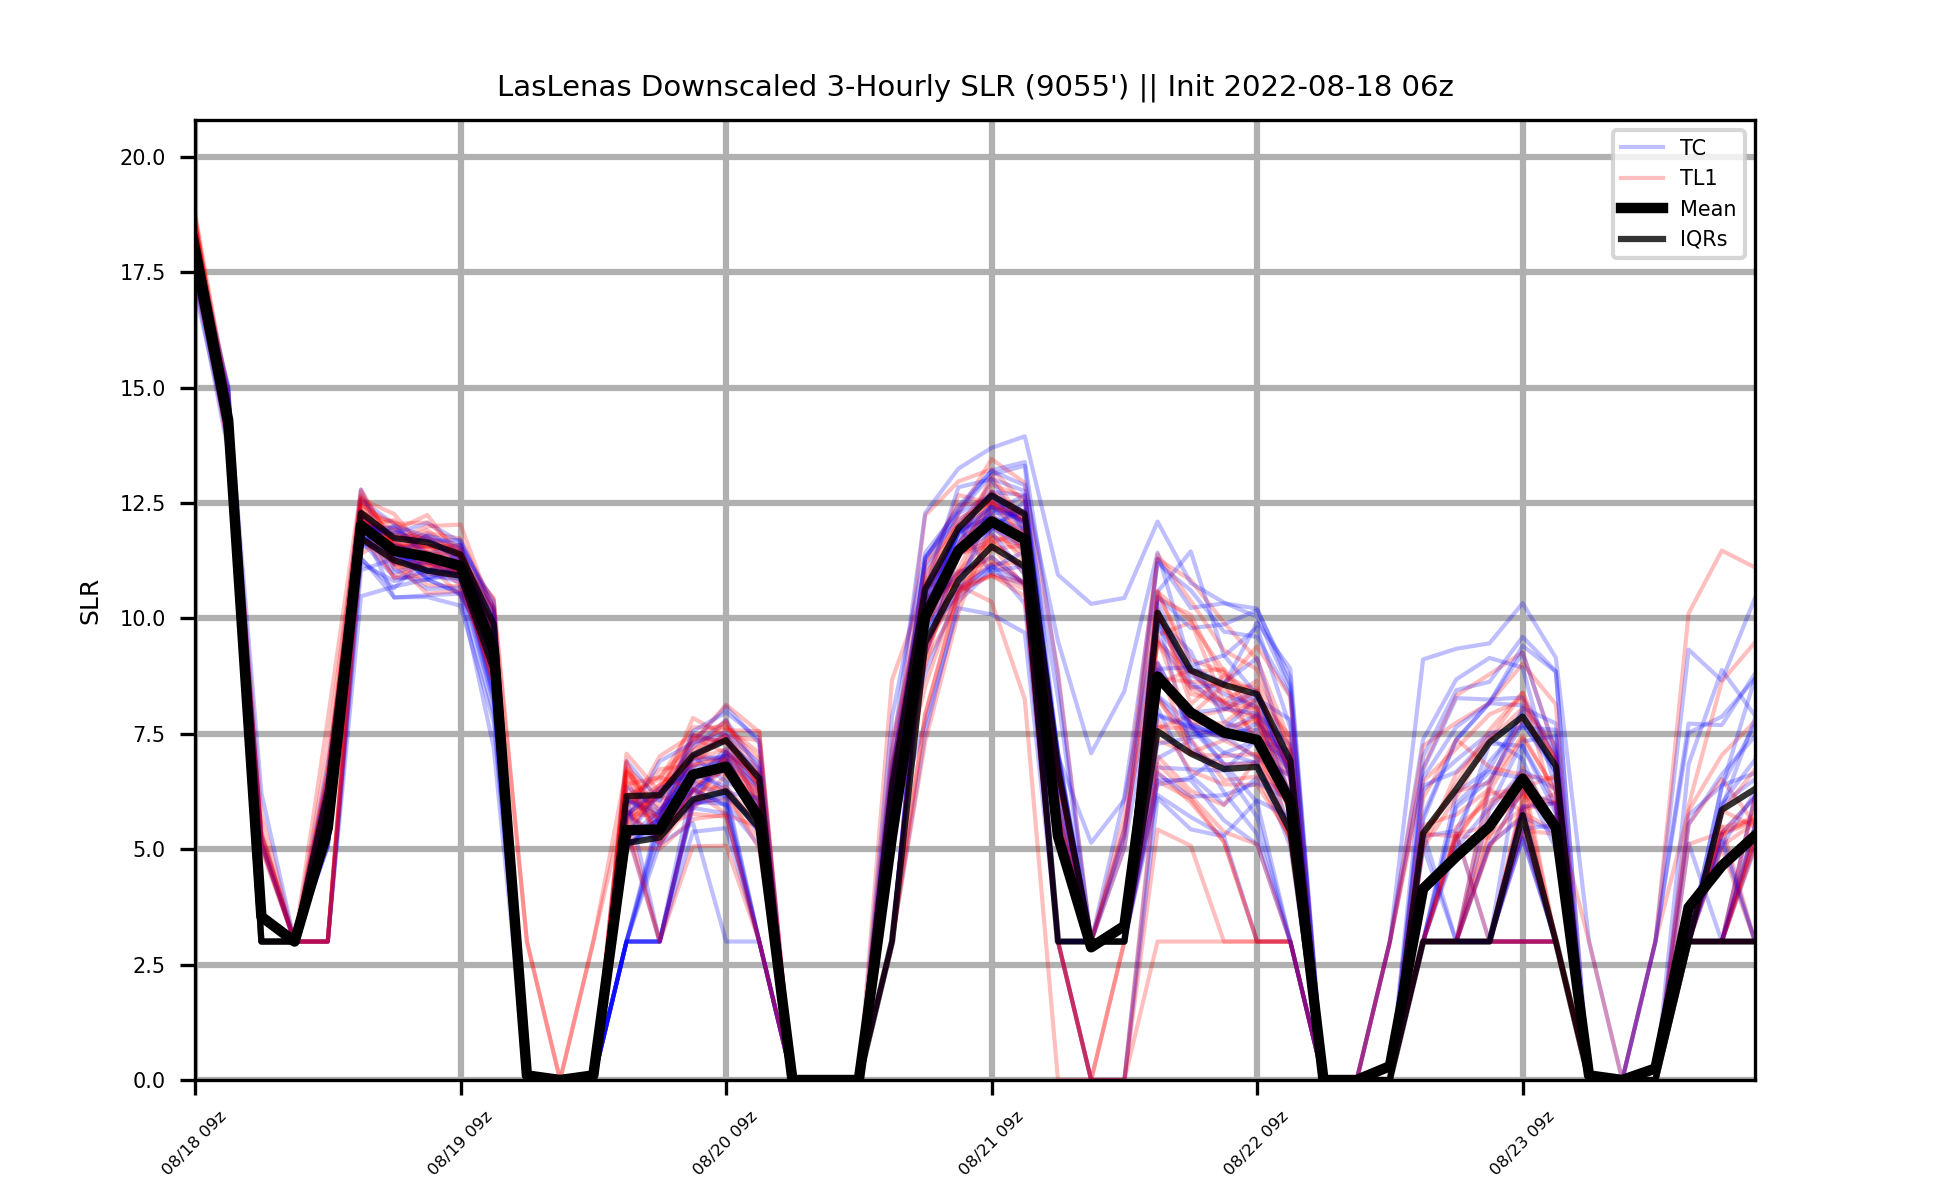 LasLenas Downscaled 3-Hourly SLR (9055') || Init 2022-08-18 06z
TC
TL1
Mean
IQRs
20.0
17.5
15.0
12.5
10.0
7.5
5.0
2.5
0.0
SLR
08/18 09z
08/19 09z
08/20 09z
08/21 09z
08/22 09z
08/23 09z